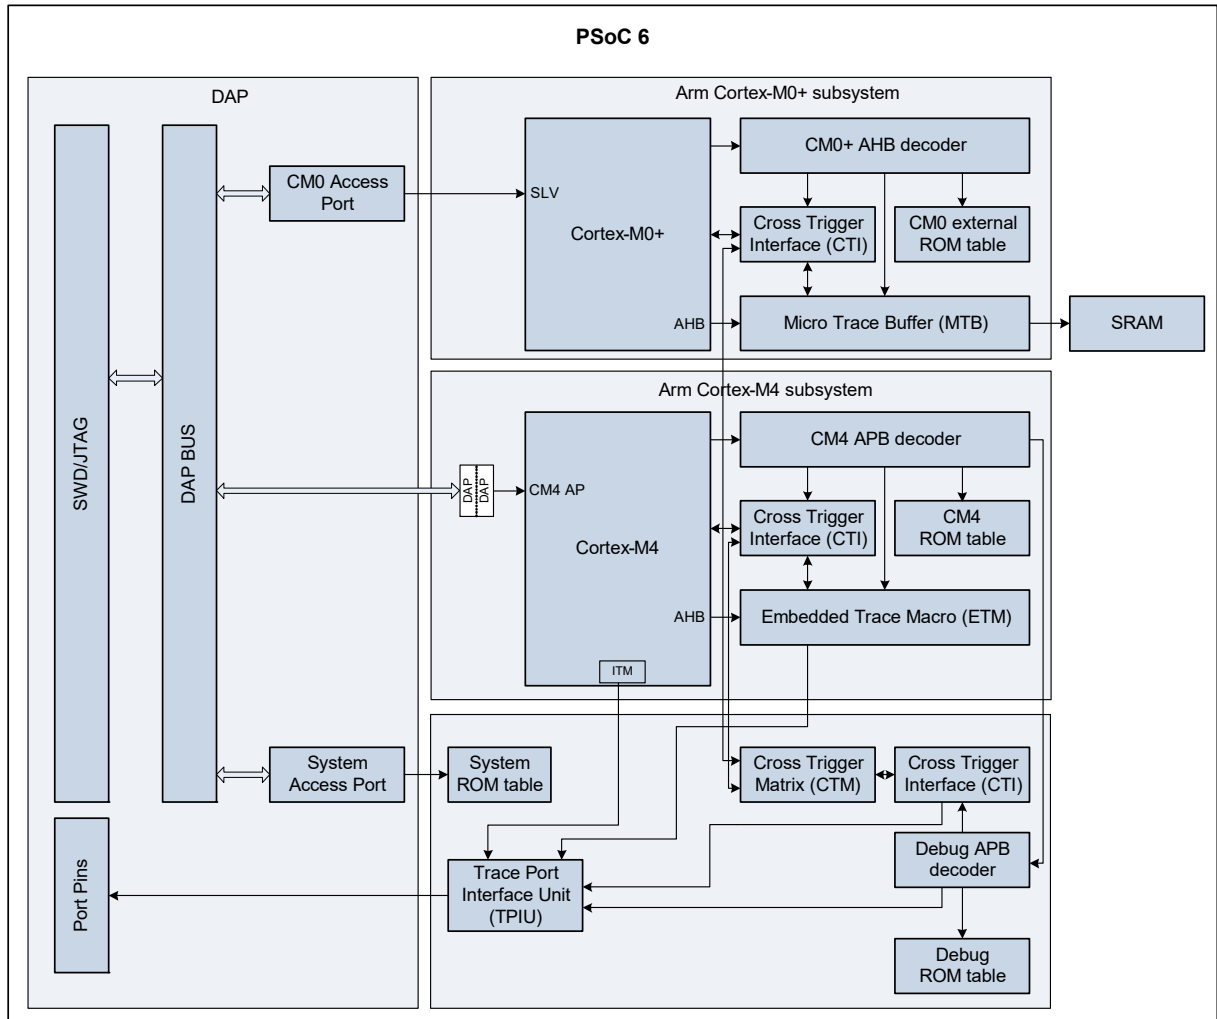 PSoC 6
DAP
SWD/JTAG
DAP BUS
CM0 Access
Port
System
Access Port
Port Pins
Arm Cortex-M0+ subsystem
SLV
Cortex-M0+
AHB
CM0+ AHB decoder
Cross Trigger
Interface (CTI)
CM0 external
ROM table
Micro Trace Buffer (MTB)
SRAM
Arm Cortex-M4 subsystem
DAP
DAP
CM4 AP
Cortex-M4
AHB
ITM
CM4 APB decoder
Cross Trigger
Interface (CTI)
CM4
ROM table
Embedded Trace Macro (ETM)
System
ROM table
Cross Trigger
Matrix (CTM)
Cross Trigger
Interface (CTI)
Trace Port
Interface Unit
(TPIU)
Debug APB
decoder
Debug
ROM table